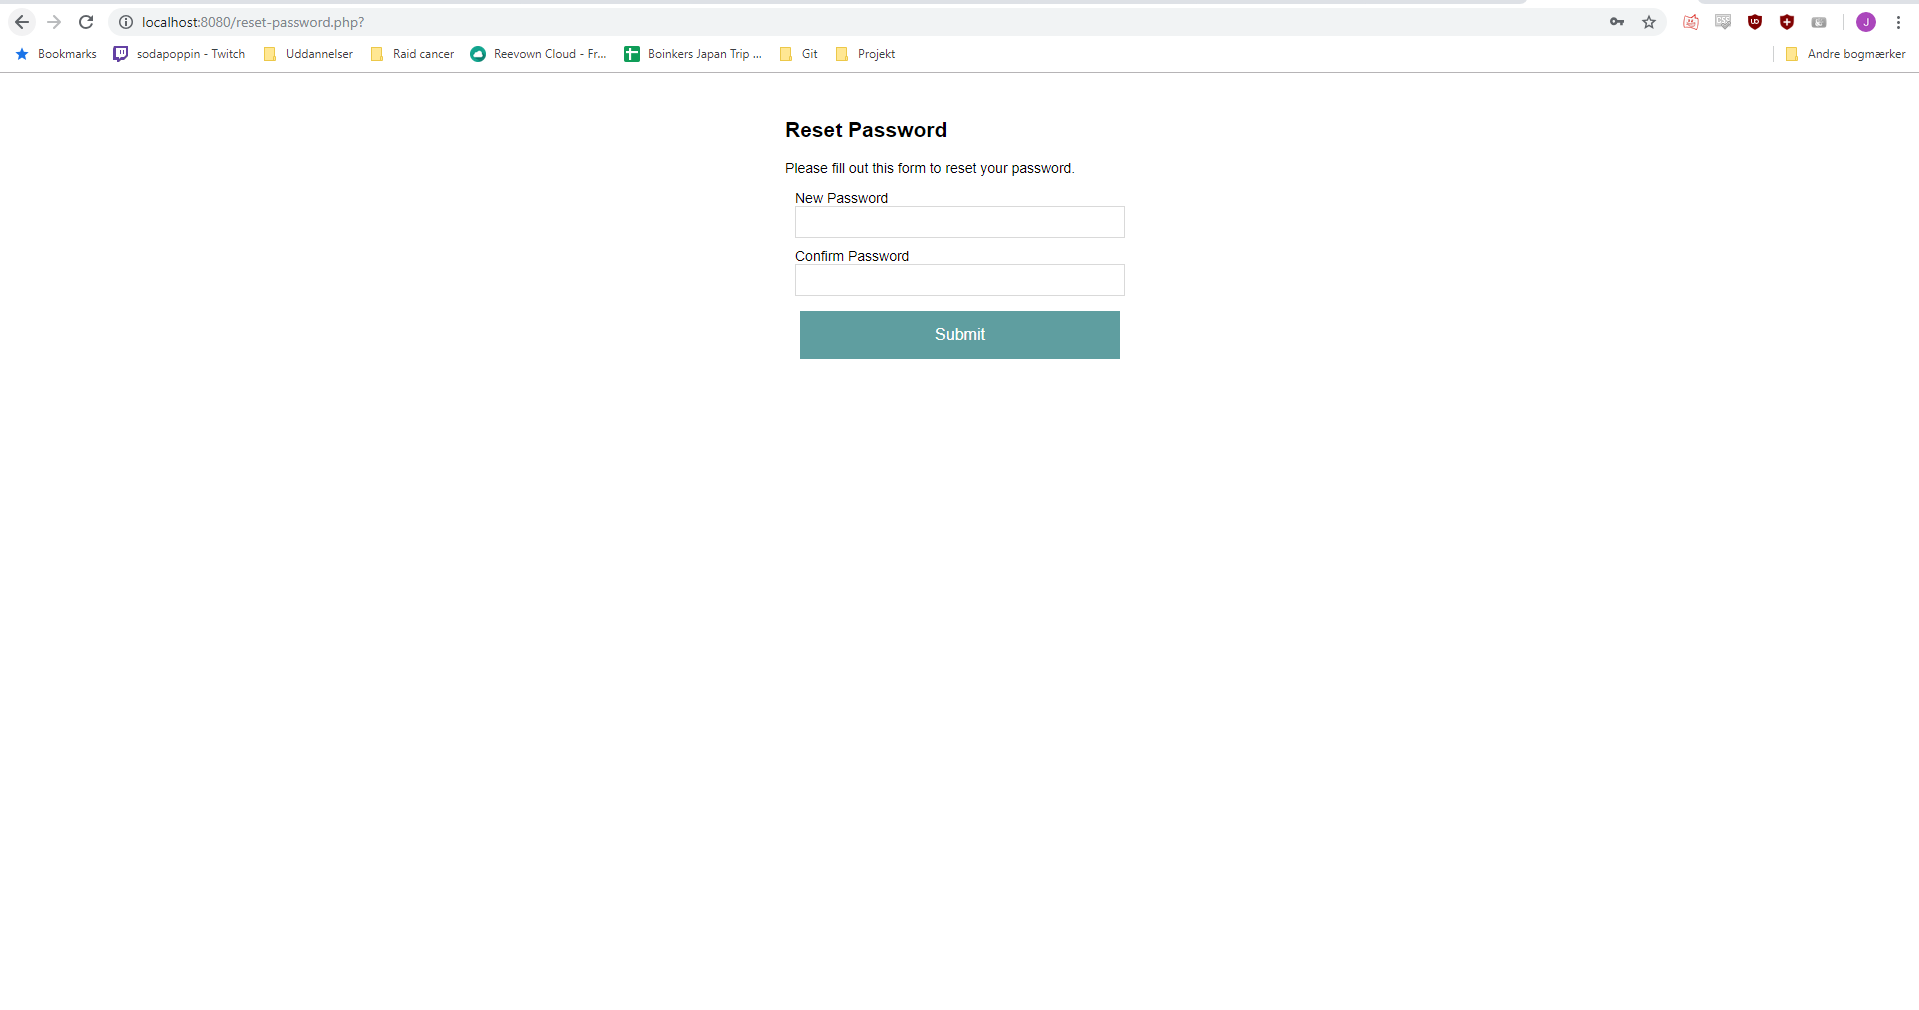 localhost:8080/reset-password.php?
Bookmarks sodapoppin - Twitch Uddannelser Raid cancer Reevown Cloud - Fr... Boinkers Japan Trip ... Git Projekt Andre bogmærker
Reset Password
Please fill out this form to reset your password.
New Password
Confirm Password
Submit